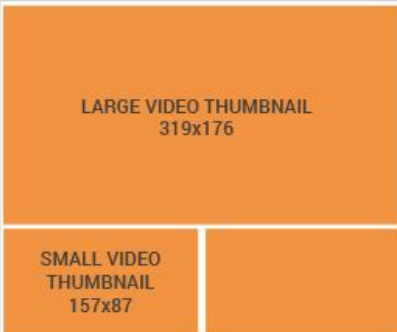 LARGE VIDEO THUMBNAIL
319x176
SMALL VIDEO
THUMBNAIL
157x87